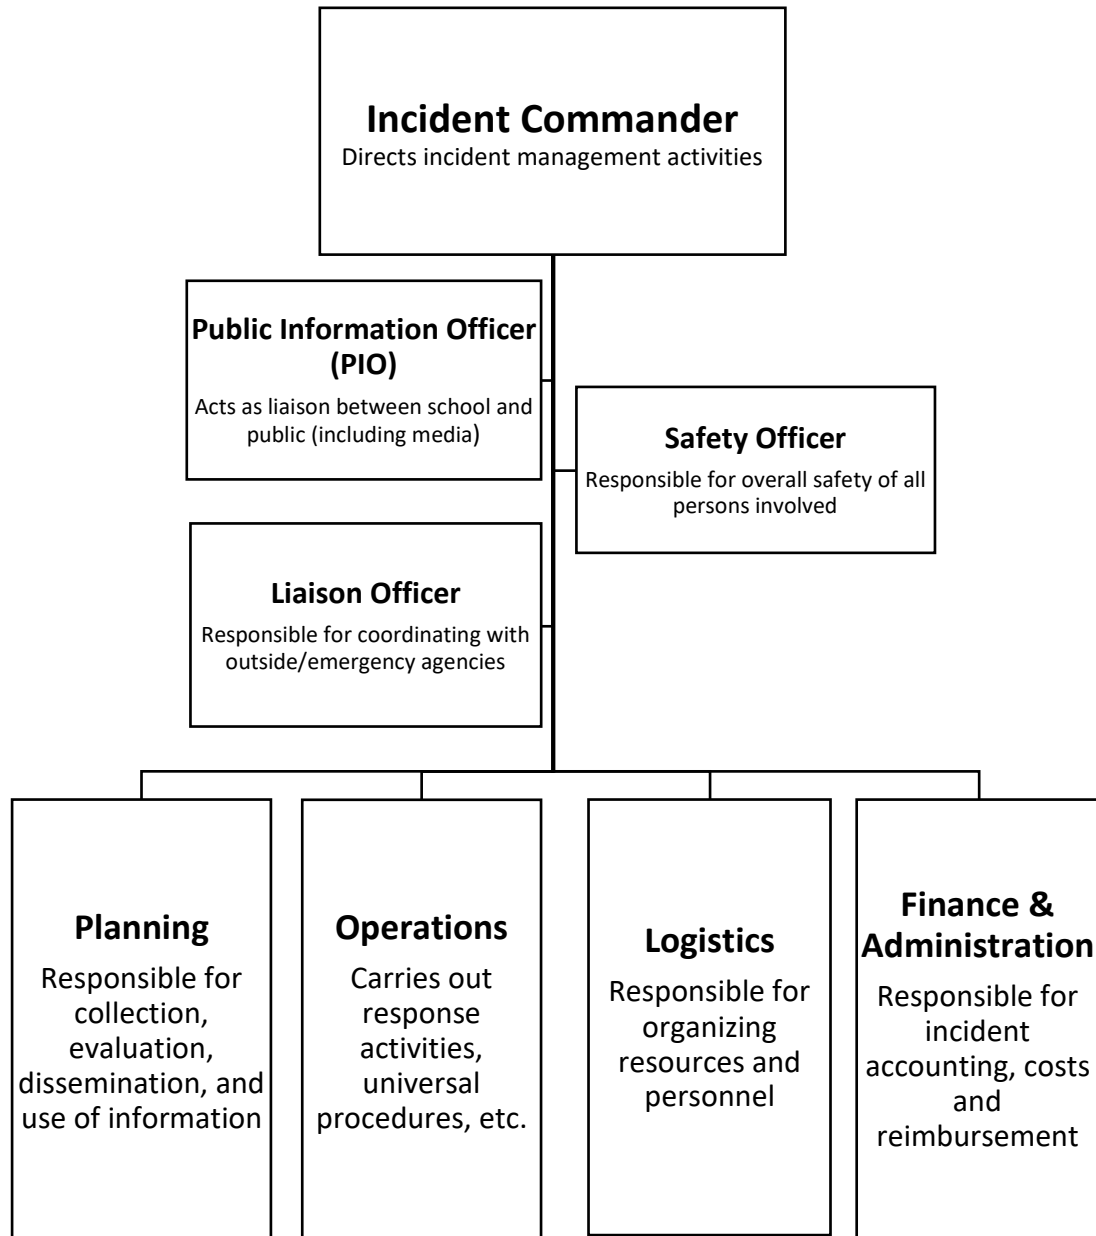 Incident Commander
Directs incident management activities
Public Information Officer
(PIO)
Acts as liaison between school and
public (including media)
Safety Officer
Responsible for overall safety of all
persons involved
Liaison Officer
Responsible for coordinating with
outside/emergency agencies
Planning
Responsible for
collection,
evaluation,
dissemination, and
use of information
Operations
Carries out
response
activities,
universal
procedures, etc.
Logistics
Responsible for
organizing
resources and
personnel
Finance &
Administration
Responsible for
incident
accounting, costs
and
reimbursement